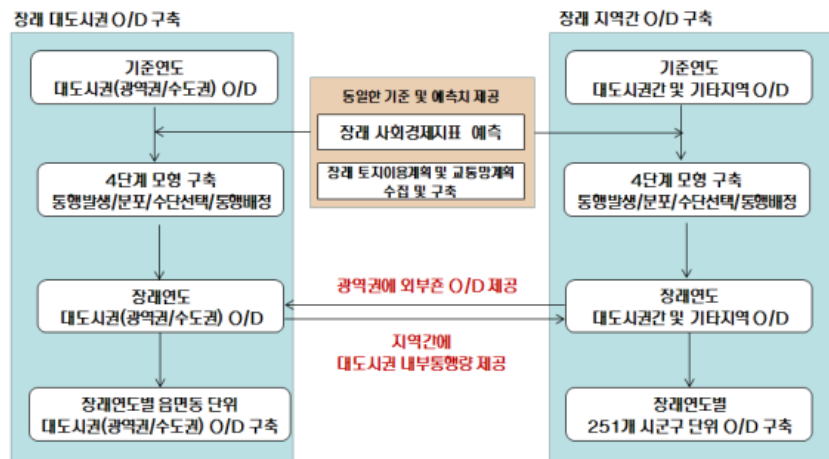 장래 대도시권 O/D 구축
기준연도
대도시권(광역권/수도권) O/D
4단계 모형 구축
통행발생/분포/수단선택/통행배정
장래연도
대도시권(광역권/수도권) O/D
장래연도별 읍면동 단위
대도시권(광역권/수도권) O/D 구축
동일한 기준 및 예측치 제공
장래 사회경제지표 예측
장래 토지이용계획 및 교통망계획
수집 및 구축
광역권에 외부존 O/D 제공
지역간에
대도시권 내부통행량 제공
장래 지역간 O/D 구축
기준연도
대도시권간 및 기타지역 O/D
4단계 모형 구축
통행발생/분포/수단선택/통행배정
장래연도
대도시권간 및 기타지역 O/D
장래연도별
251개 시군구 단위 O/D 구축